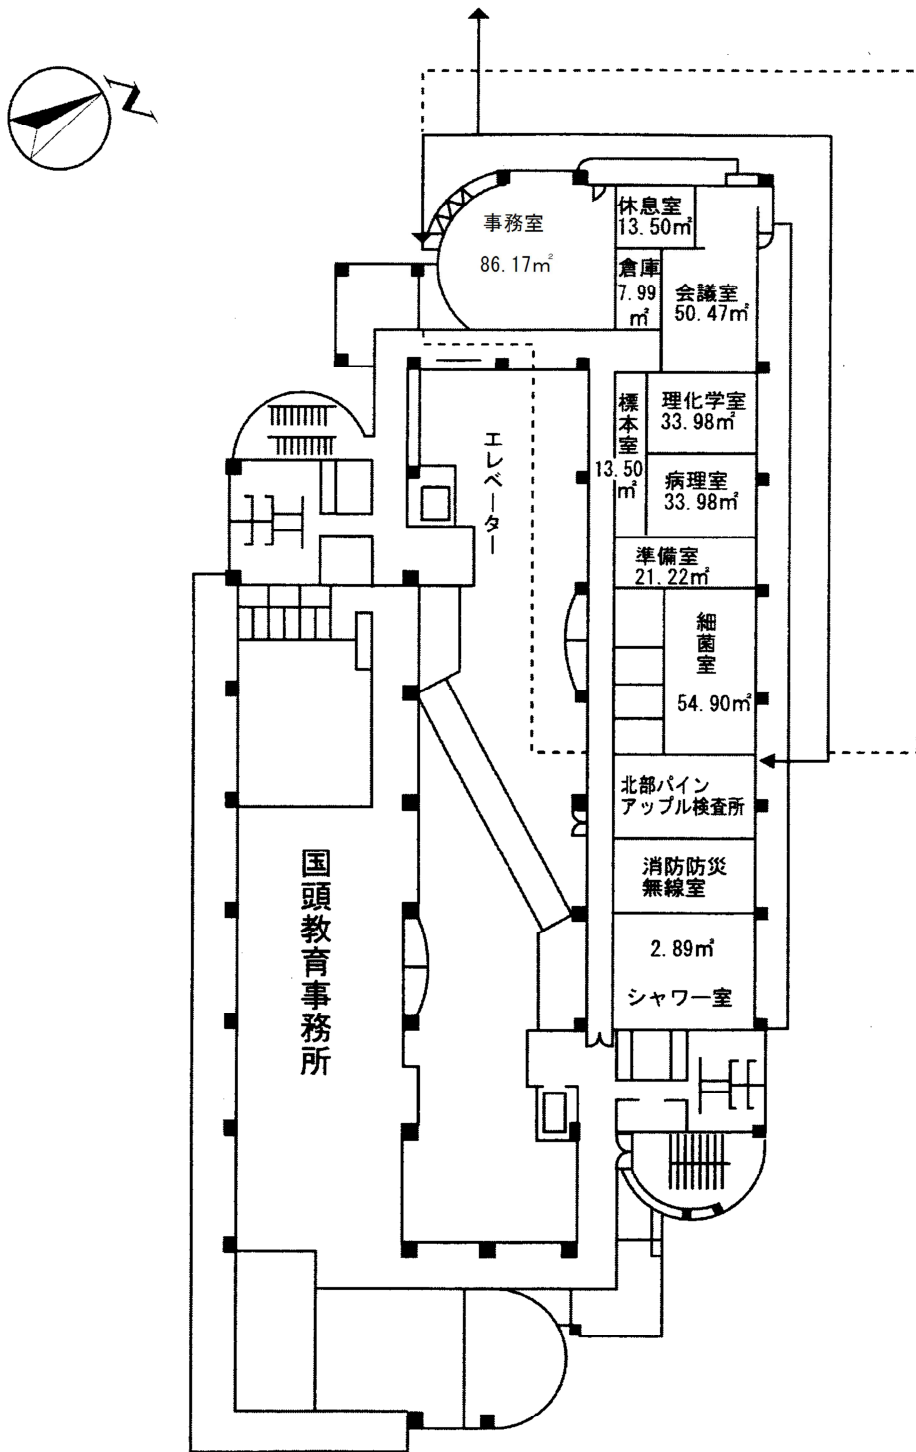 Z
事務室
86.17㎡
休息室
13.50㎡
倉庫
7.99
㎡
会議室
50.47㎡
標本室
13.50
㎡
理化学室
33.98㎡
病理室
33.98㎡
エレベーター
準備室
21.22㎡
細菌室
54.90㎡
北部パイン
アップル検査所
消防防災
無線室
2.89㎡
シャワー室
国頭教育事務所